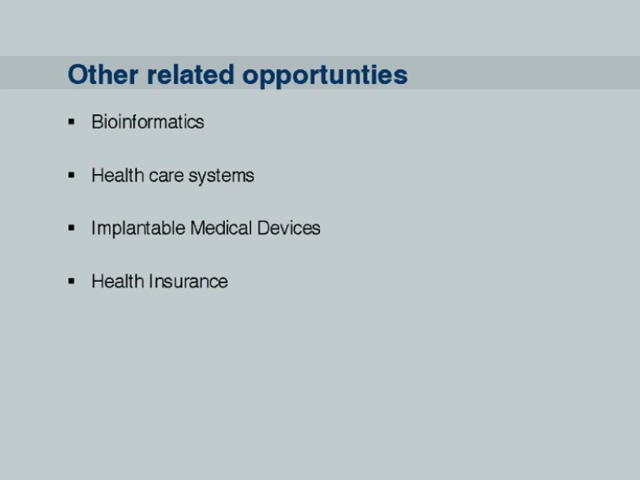 Other related opportunties
▪ Bioinformatics
▪ Health care systems
▪ Implantable Medical Devices
▪ Health Insurance